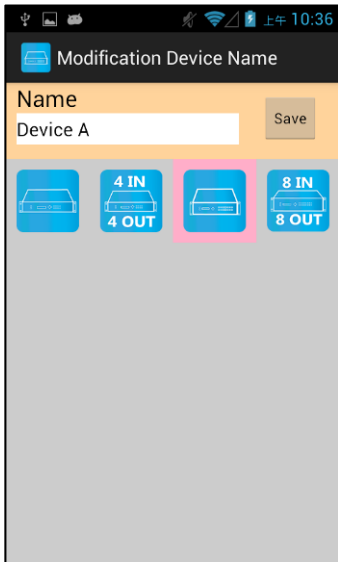 上午 10:36
Modification Device Name
Name
Device A
Save
4 IN
4 OUT
8 IN
8 OUT